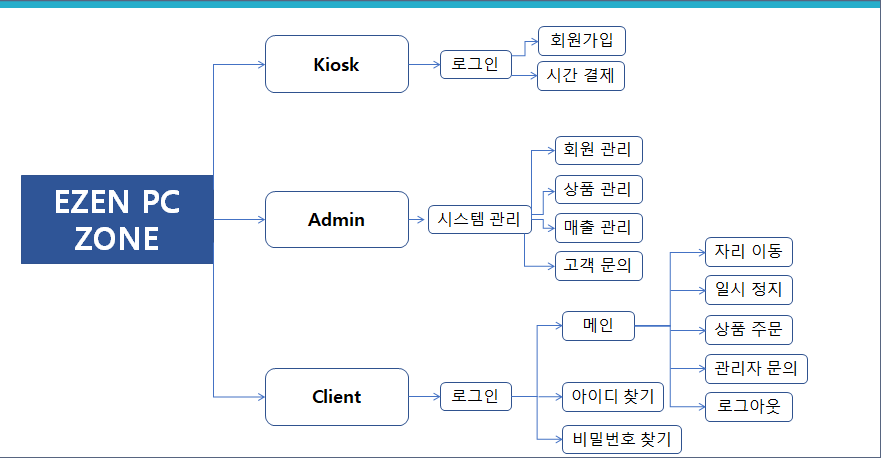 EZEN PC
ZONE
Kiosk
로그인
회원가입
시간 결제
Admin
시스템 관리
회원 관리
상품 관리
매출 관리
고객 문의
Client
로그인
메인
자리 이동
일시 정지
상품 주문
관리자 문의
로그아웃
아이디 찾기
비밀번호 찾기